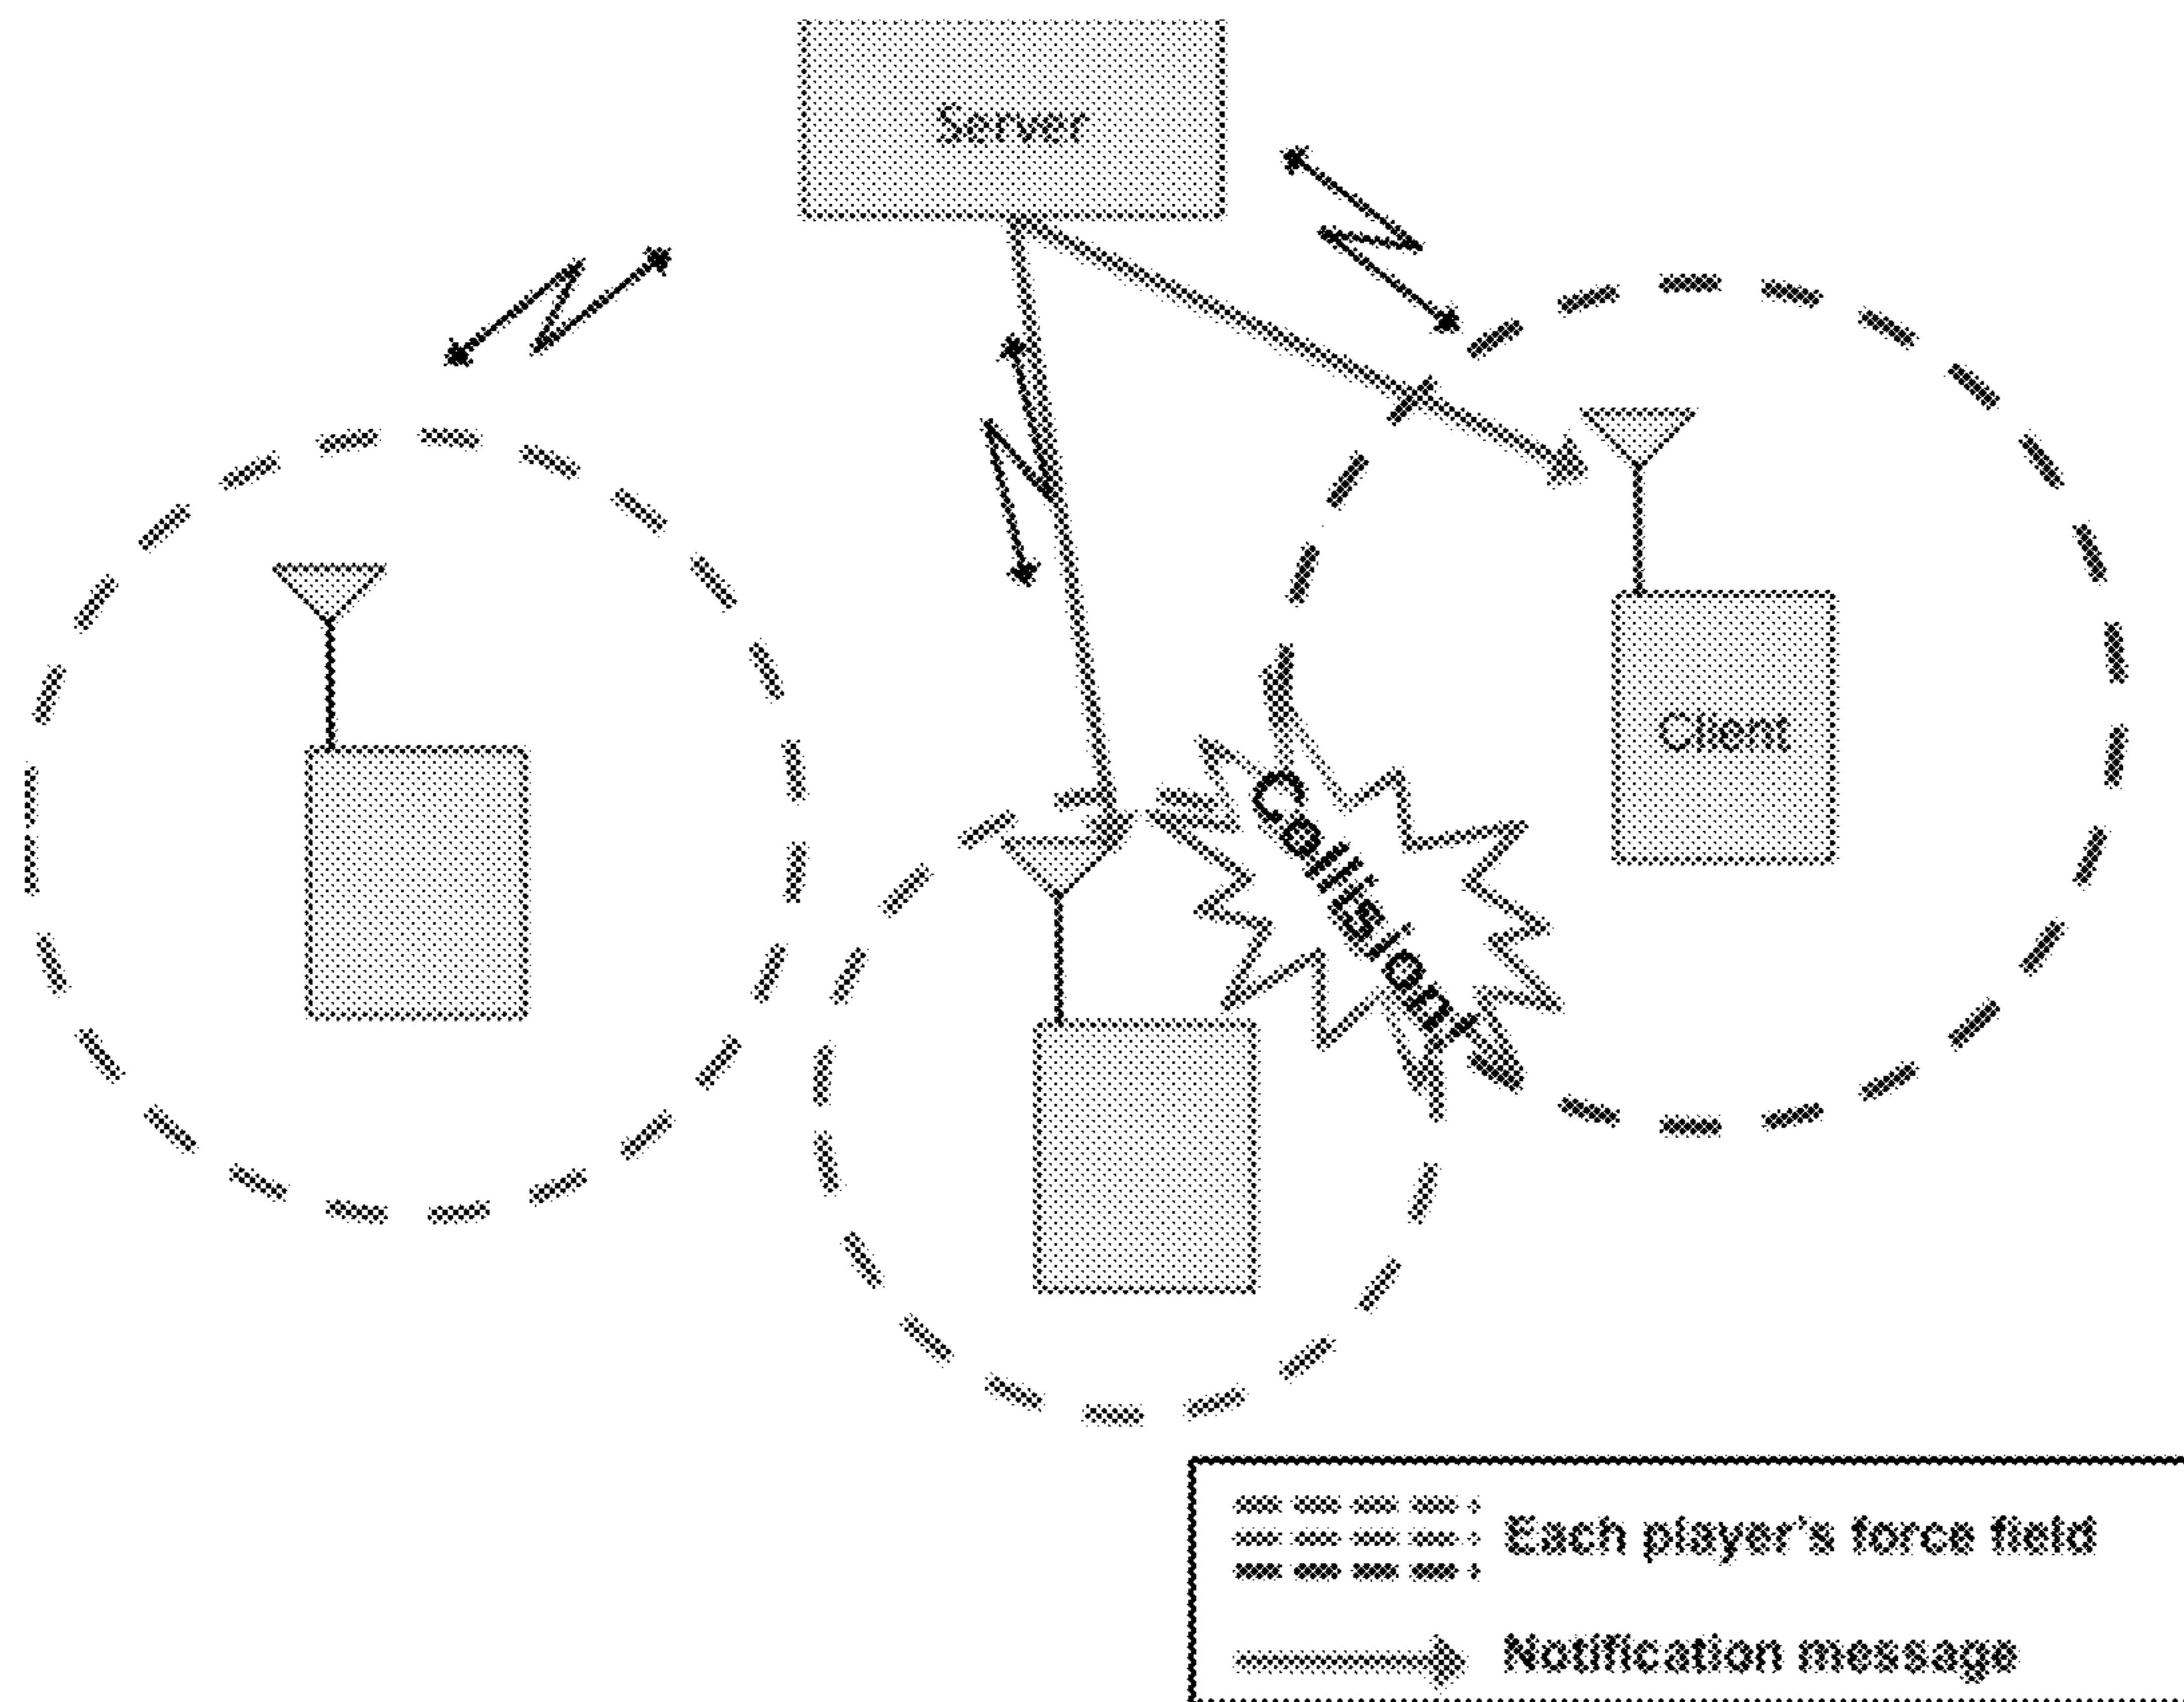 Server
Client
Collision!
Each player's force field
Notification message